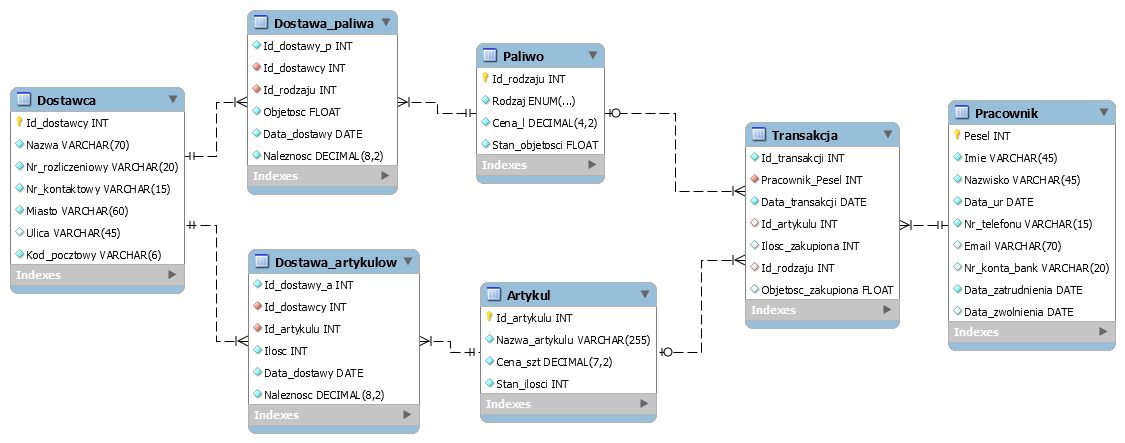 Dostawca
Id_dostawcy INT
Nazwa VARCHAR(70)
Nr_rozliczeniowy VARCHAR(20)
Nr_kontaktowy VARCHAR(15)
Miasto VARCHAR(60)
Ulica VARCHAR(45)
Kod_pocztowy VARCHAR(6)
Indexes
Dostawa_paliwa
Id_dostawy_p INT
Id_dostawcy INT
Id_rodzaju INT
Objetosc FLOAT
Data_dostawy DATE
Naleznosc DECIMAL(8,2)
Indexes
Dostawa_artykulow
Id_dostawy_a INT
Id_dostawcy INT
Id_artykulu INT
Ilosc INT
Data_dostawy DATE
Naleznosc DECIMAL(8,2)
Indexes
Paliwo
Id_rodzaju INT
Rodzaj ENUM(...)
Cena_l DECIMAL(4,2)
Stan_objetosci FLOAT
Indexes
Artykul
Id_artykulu INT
Nazwa_artykulu VARCHAR(255)
Cena_szt DECIMAL(7,2)
Stan_ilosci INT
Indexes
Transakcja
Id_transakcji INT
Pracownik_Pesel INT
Data_transakcji DATE
Id_artykulu INT
Ilosc_zakupiona INT
Id_rodzaju INT
Objetosc_zakupiona FLOAT
Indexes
Pracownik
Pesel INT
Imie VARCHAR(45)
Nazwisko VARCHAR(45)
Data_ur DATE
Nr_telefonu VARCHAR(15)
Email VARCHAR(70)
Nr_konta_bank VARCHAR(20)
Data_zatrudnienia DATE
Data_zwolnienia DATE
Indexes